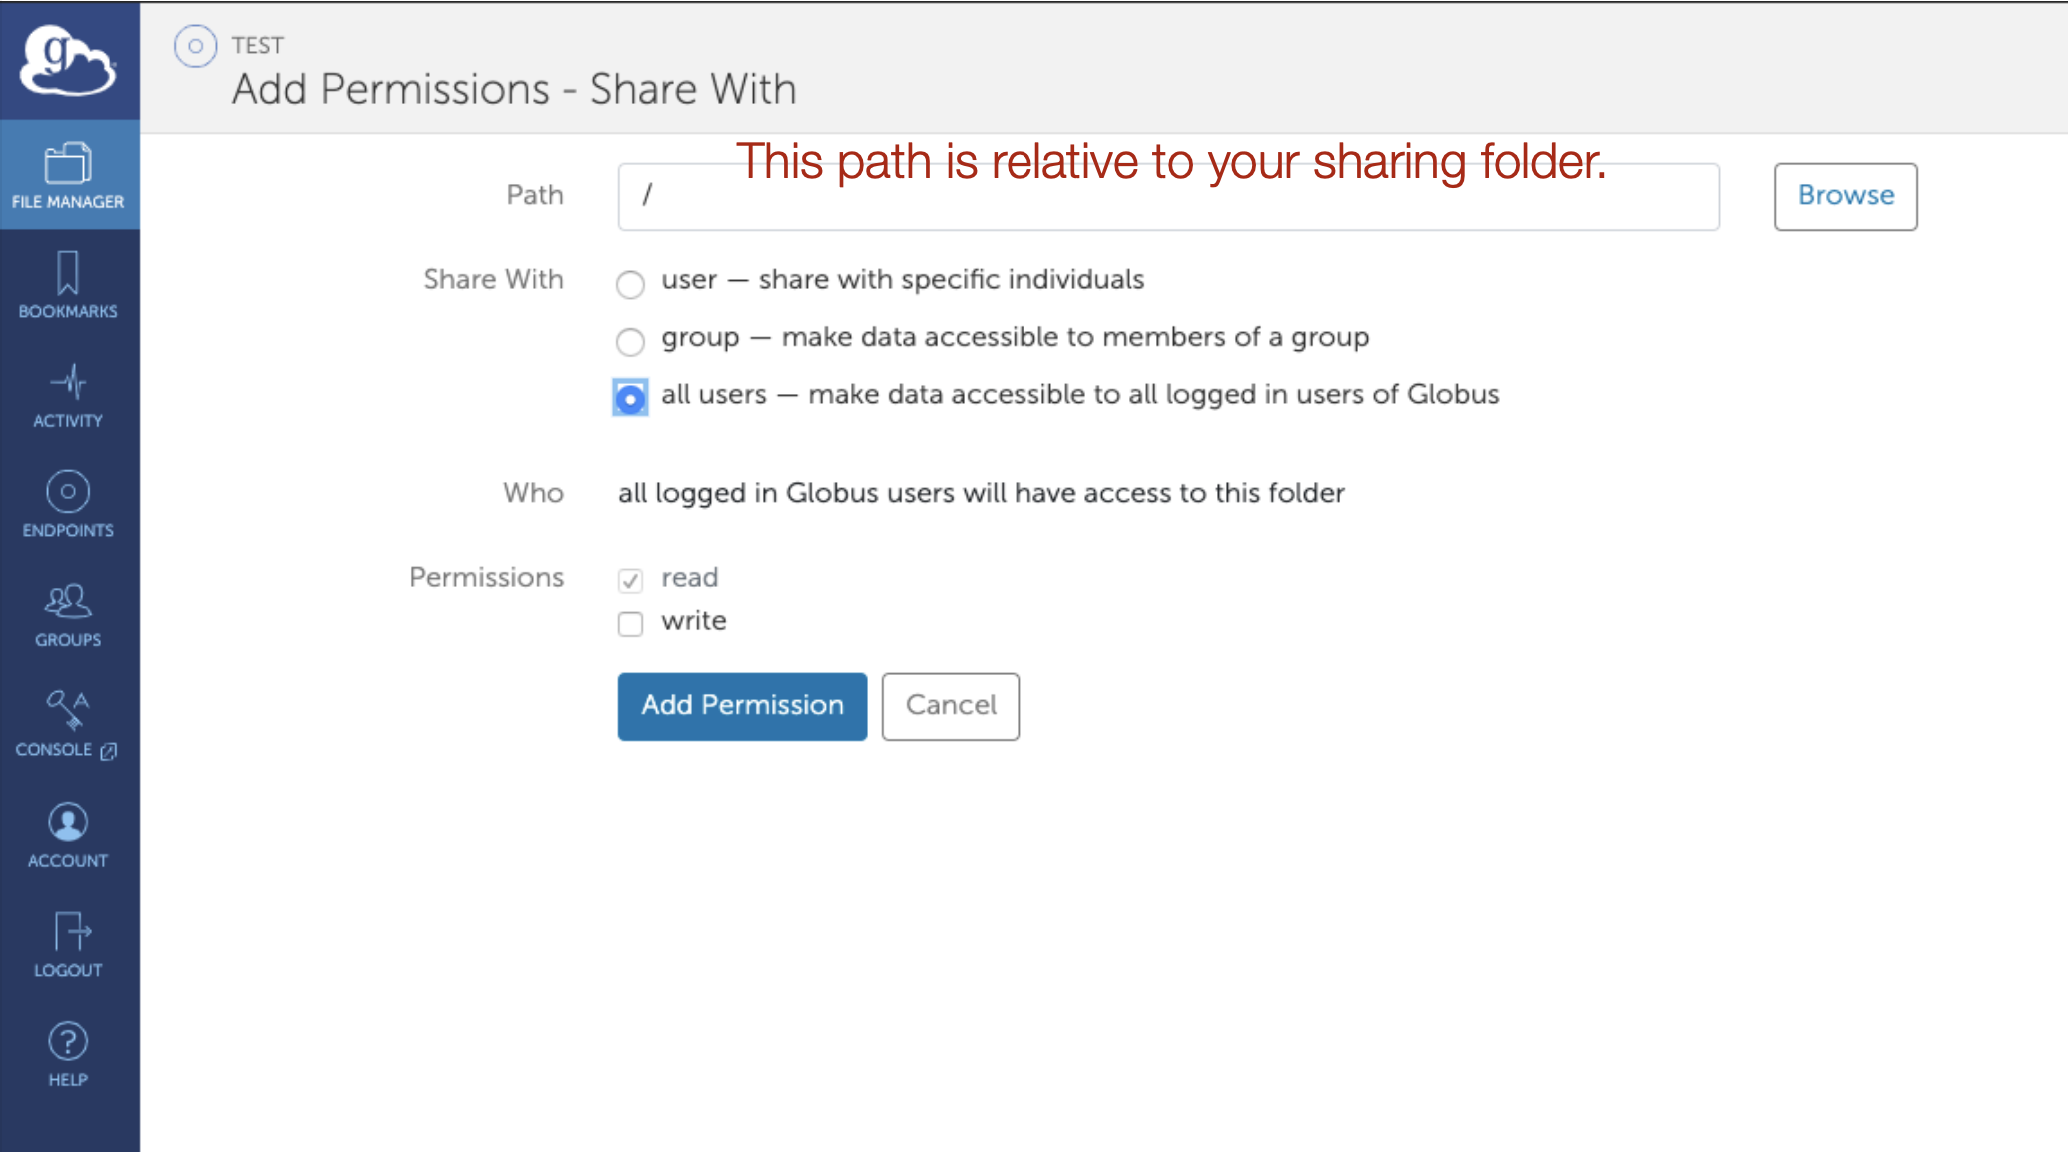 g
TEST
Add Permissions - Share With
This path is relative to your sharing folder.
Path
/
Browse
Share With
user — share with specific individuals
group — make data accessible to members of a group
all users — make data accessible to all logged in users of Globus
Who
all logged in Globus users will have access to this folder
Permissions
read
write
Add Permission
Cancel
FILE MANAGER
BOOKMARKS
ACTIVITY
ENDPOINTS
GROUPS
CONSOLE
ACCOUNT
LOGOUT
?
HELP